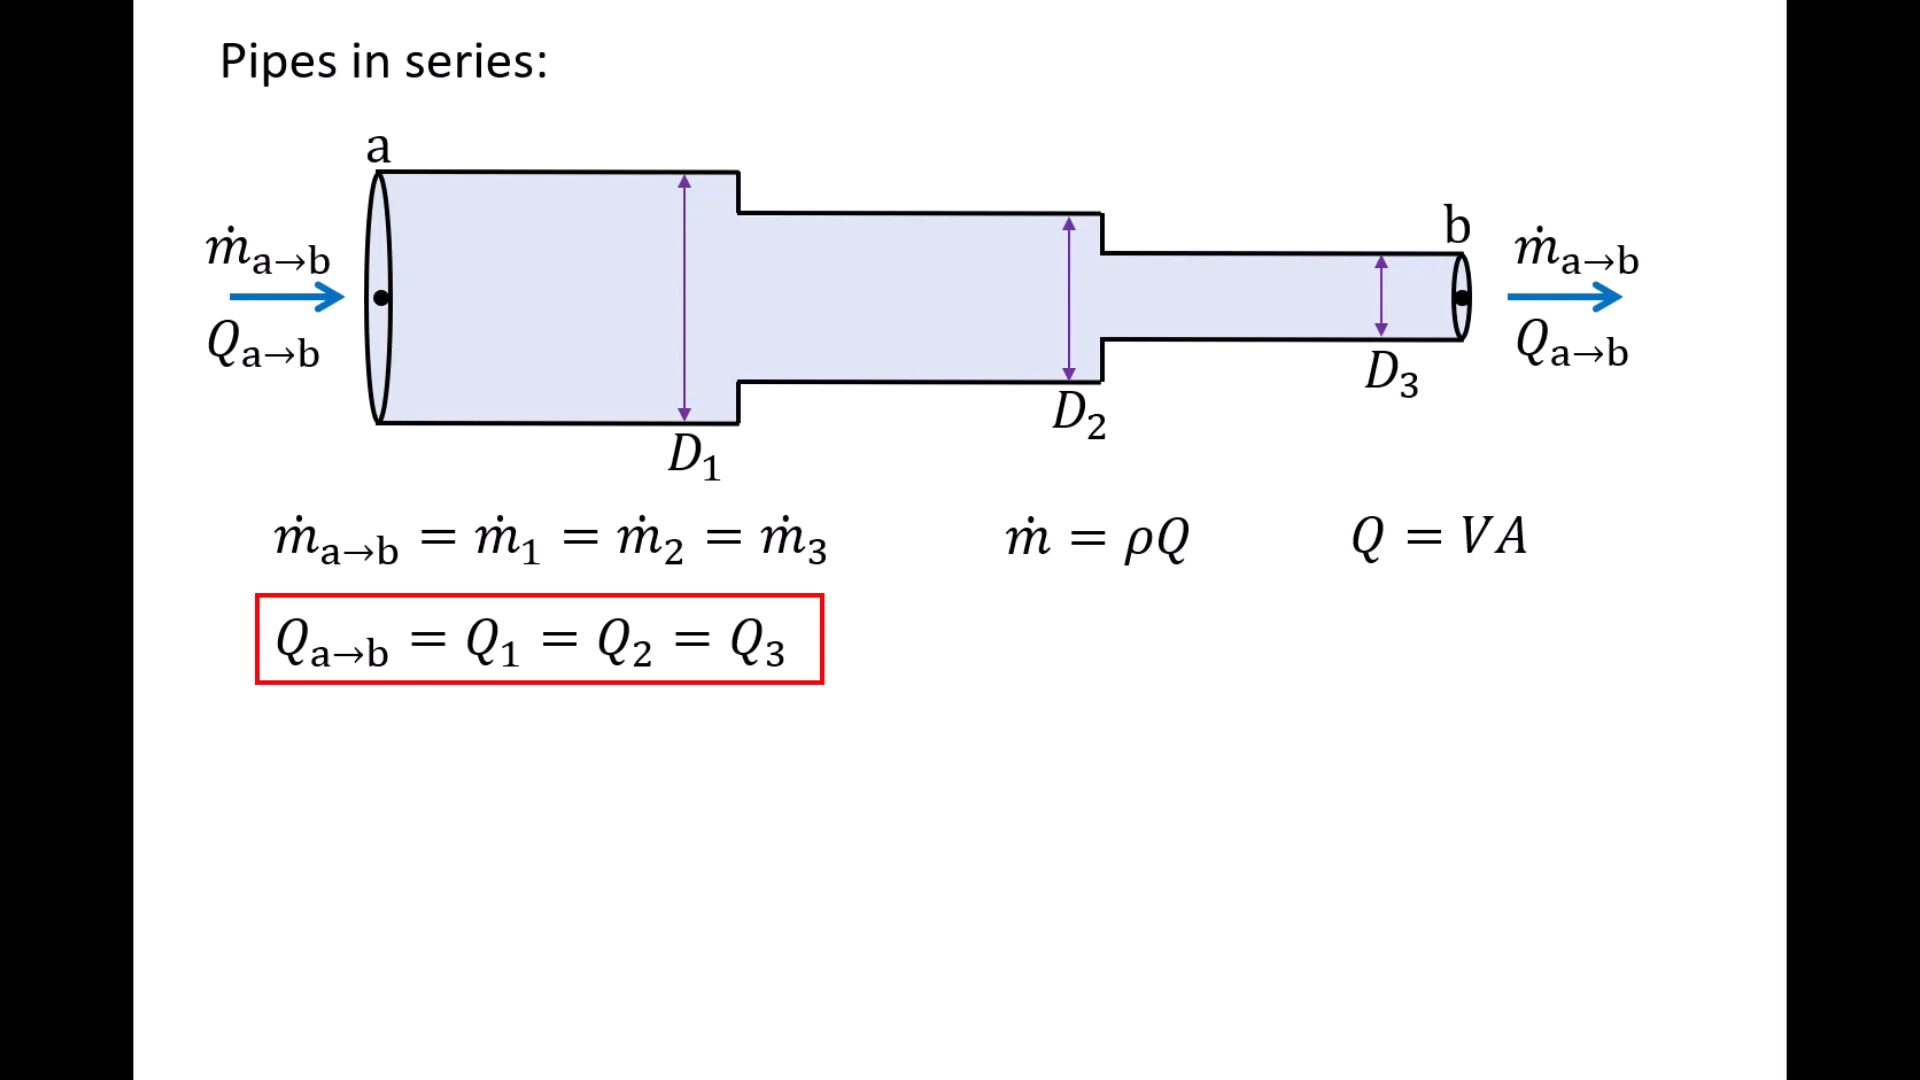 Pipes in series:
a
b
ṁa→b
Qa→b
ṁa→b
Qa→b
D1
D2
D3
ṁa→b = ṁ1 = ṁ2 = ṁ3
ṁ = ρQ
Q = VA
Qa→b = Q1 = Q2 = Q3